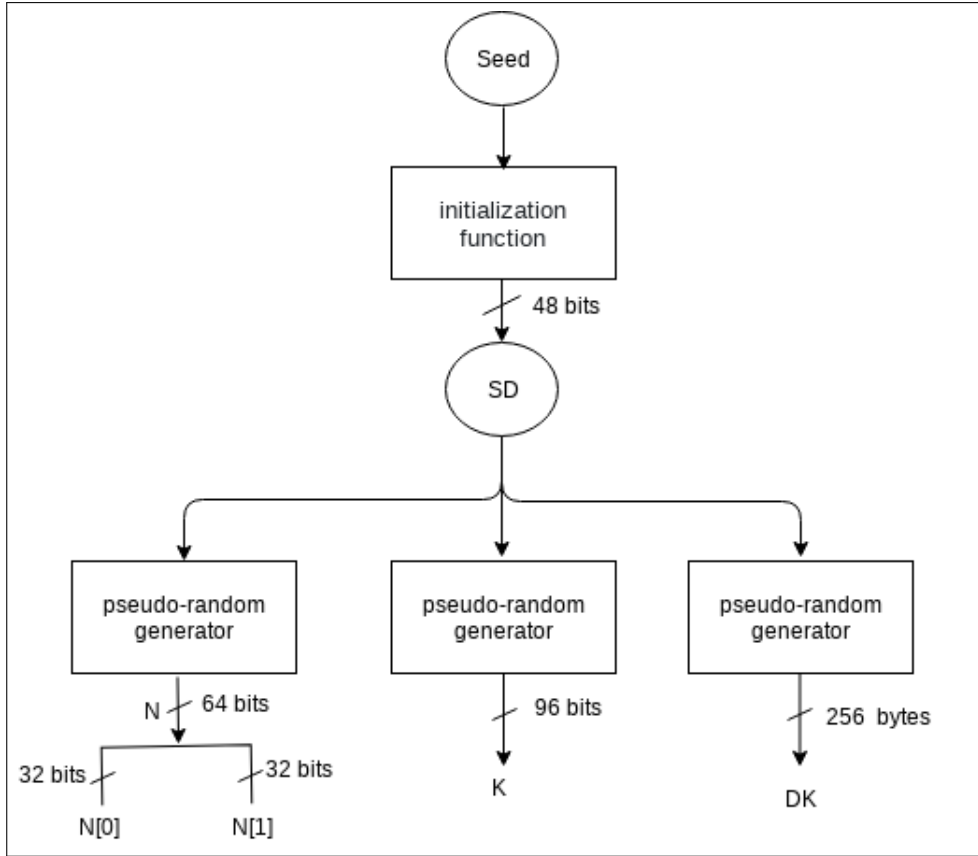 Seed
initialization
function
48 bits
SD
pseudo-random
generator
pseudo-random
generator
pseudo-random
generator
N
64 bits
96 bits
256 bytes
32 bits
32 bits
K
DK
N[0]
N[1]